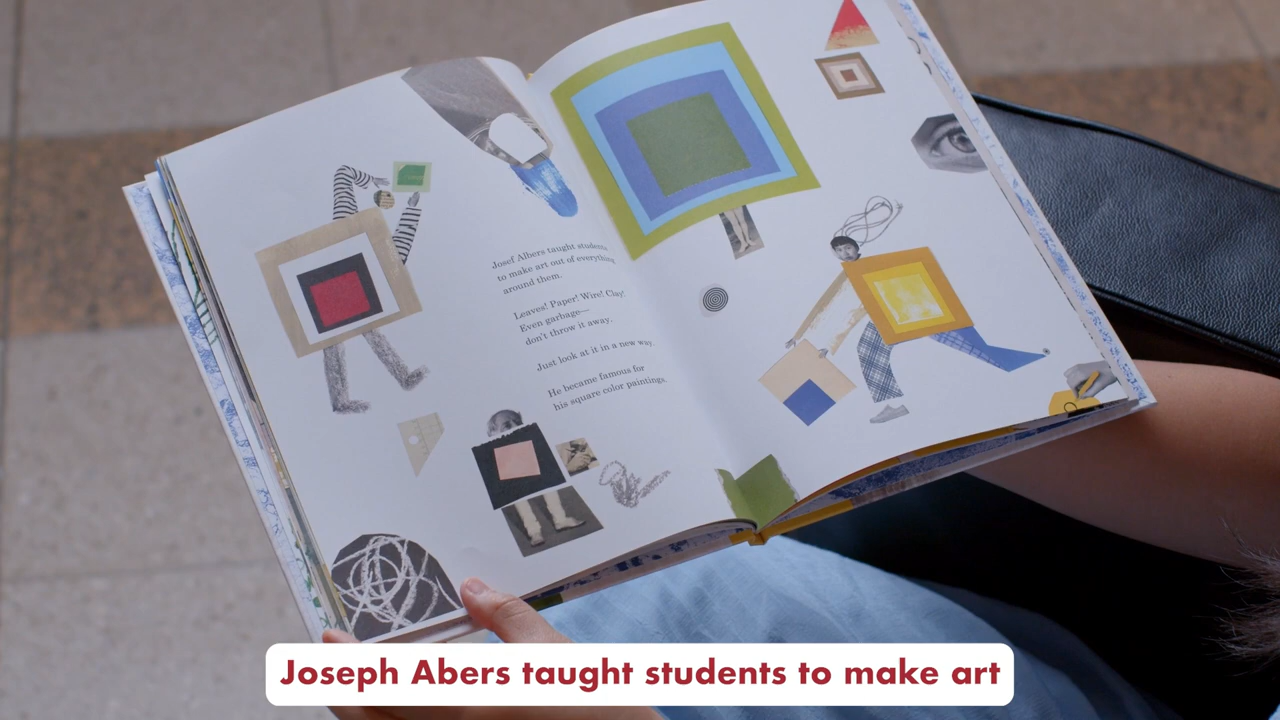 Josef Albers taught students
to make art out of everything
around them.
Leaves! Paper! Wire! Clay!
Even garbage—
don't throw it away.
Just look at it in a new way.
He became famous for
his square color paintings.
Joseph Abers taught students to make art